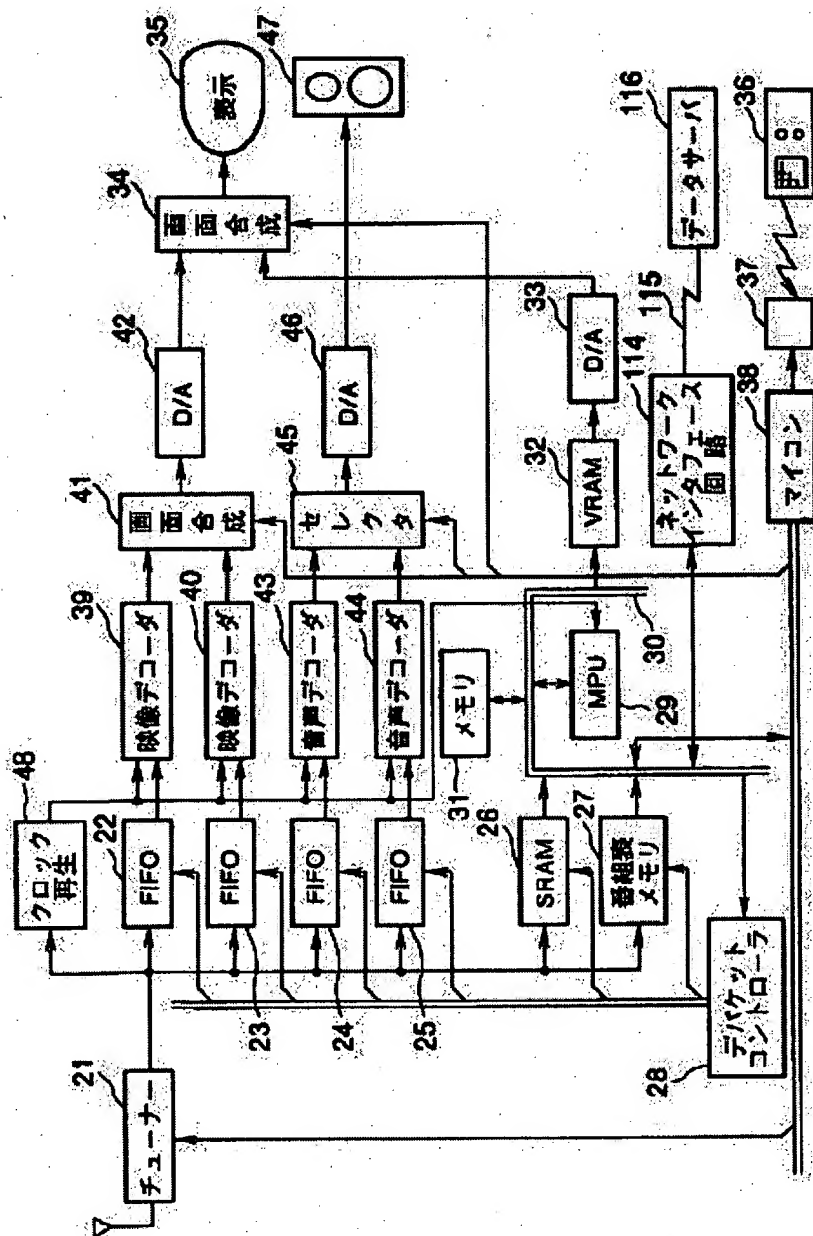 35
47
表示
116
36
34
画面合成
データサーバ
42
46
33
115
37
D/A
D/A
D/A
114
38
41
45
32
ネットワーク
インタフェース
回路
マイコン
画面合成
セレクタ
VRAM
39
40
43
44
映像デコーダ
映像デコーダ
音声デコーダ
音声デコーダ
メモリ
31
MPU
29
30
48
クロック
再生
22
26
27
FIFO
FIFO
FIFO
FIFO
SRAM
番組表
メモリ
23
24
25
デパケット
コントローラ
28
21
チューナー